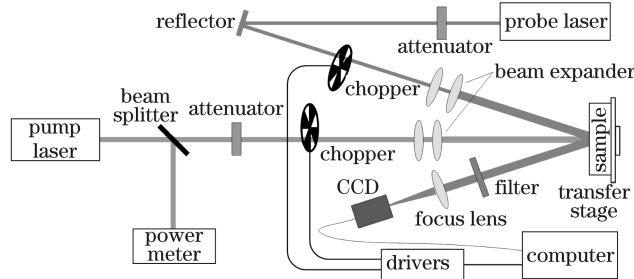 reflector
probe laser
attenuator
beam expander
chopper
beam
splitter
attenuator
pump
laser
chopper
sample
CCD
filter
transfer
stage
focus lens
power
meter
drivers
computer